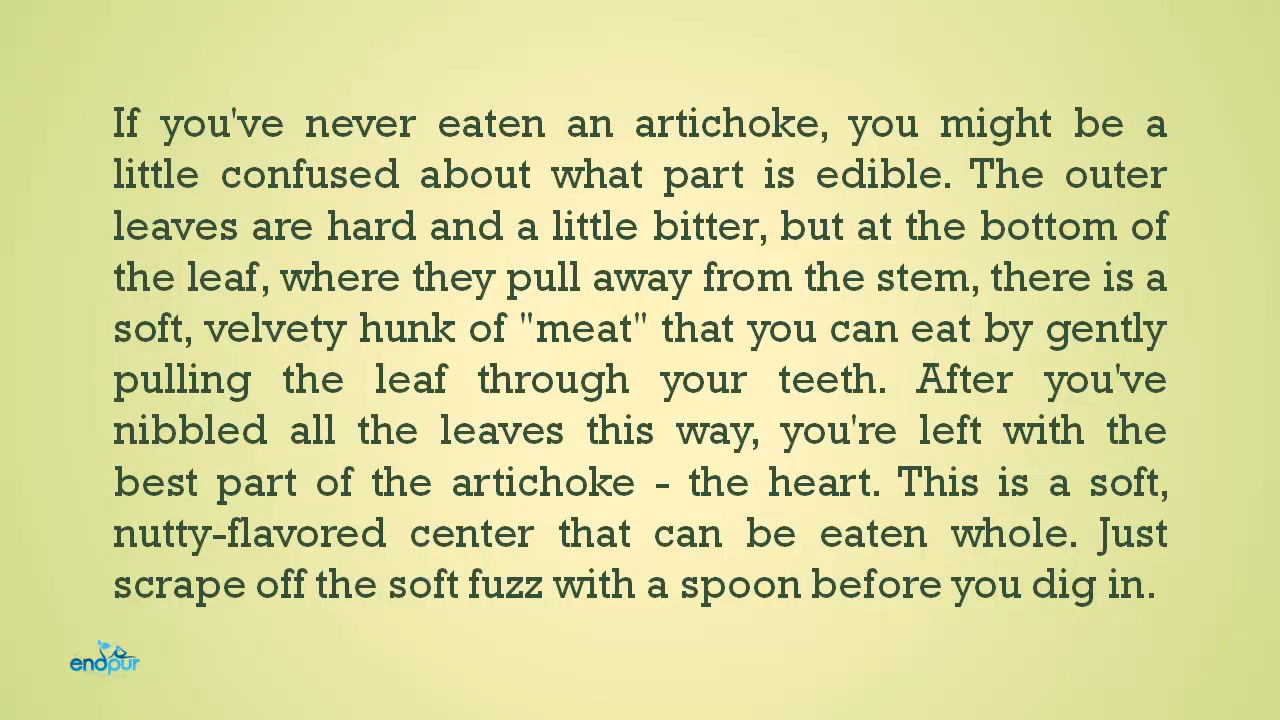 If you've never eaten an artichoke, you might be a
little confused about what part is edible. The outer
leaves are hard and a little bitter, but at the bottom of
the leaf, where they pull away from the stem, there is a
soft, velvety hunk of "meat" that you can eat by gently
pulling the leaf through your teeth. After you've
nibbled all the leaves this way, you're left with the
best part of the artichoke - the heart. This is a soft,
nutty-flavored center that can be eaten whole. Just
scrape off the soft fuzz with a spoon before you dig in.
endpur